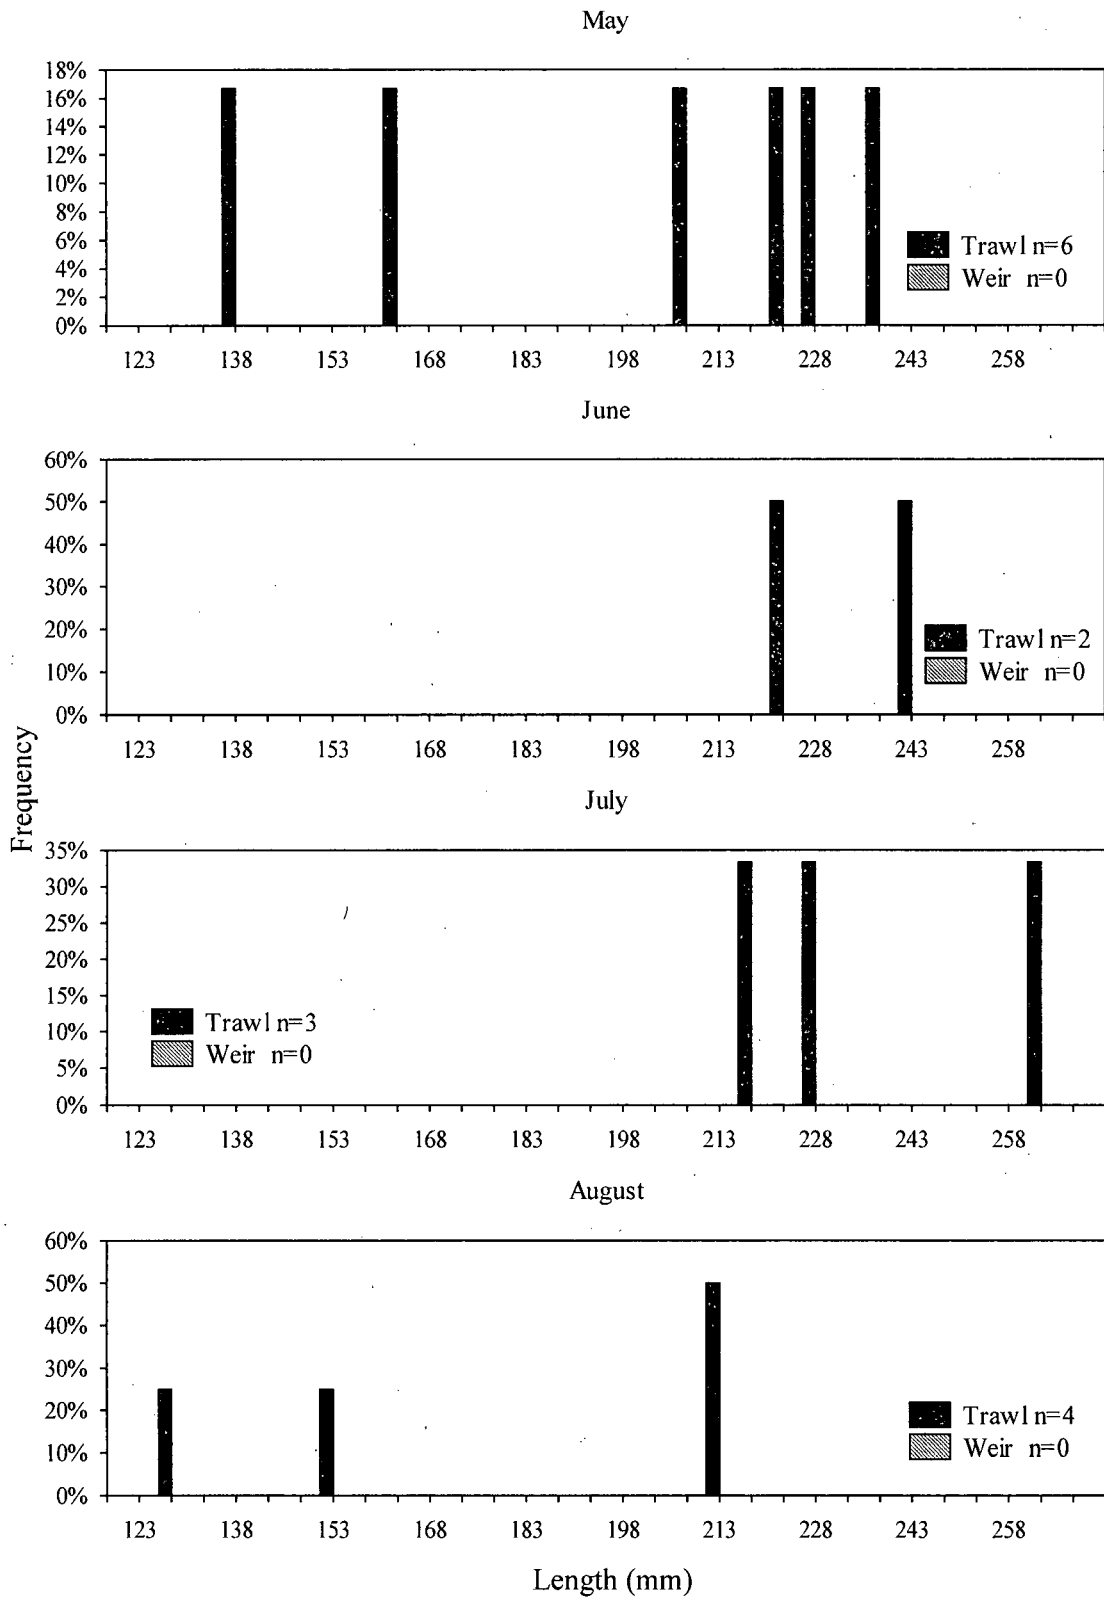 May
18%
16%
14%
12%
10%
8%
6%
4%
2%
0%
Trawl n=6
Weir n=0
123 138 153 168 183 198 213 228 243 258
June
60%
50%
40%
30%
20%
10%
0%
Trawl n=2
Weir n=0
123 138 153 168 183 198 213 228 243 258
Frequency
July
35%
30%
25%
20%
15%
10%
5%
0%
Trawl n=3
Weir n=0
123 138 153 168 183 198 213 228 243 258
August
60%
50%
40%
30%
20%
10%
0%
Trawl n=4
Weir n=0
123 138 153 168 183 198 213 228 243 258
Length (mm)